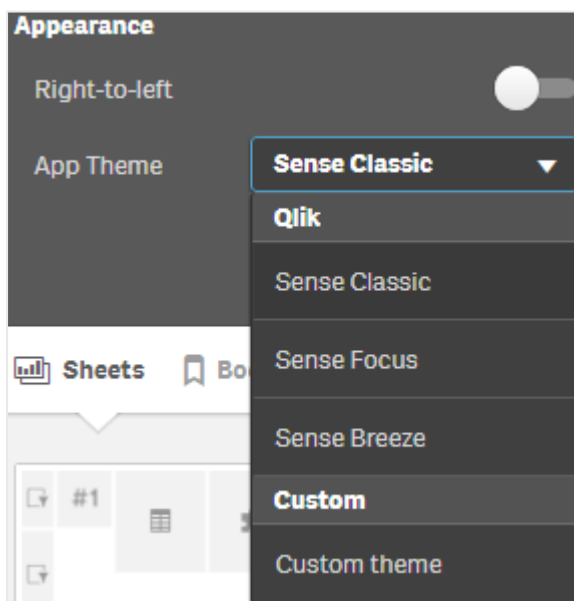 Appearance
Right-to-left
App Theme
Sense Classic
Qlik
Sense Classic
Sense Focus
Sense Breeze
Custom
Custom theme
Sheets
#1